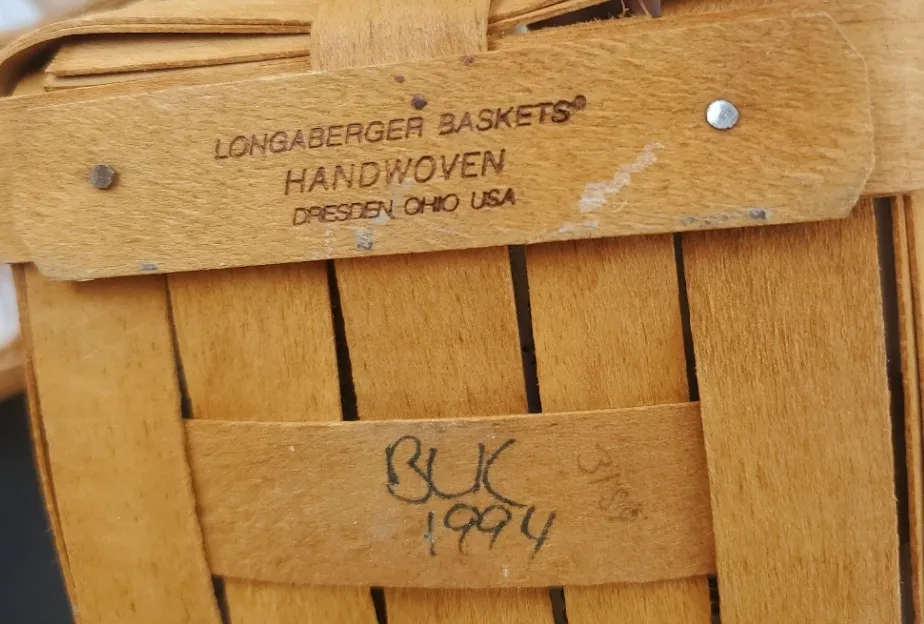 LONGABERGER BASKETS®
HANDWOVEN
DRESDEN, OHIO USA
BUK
1994